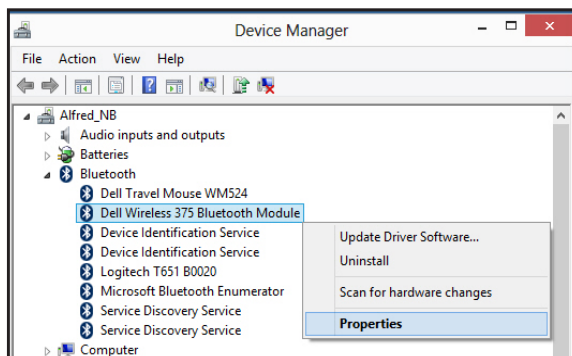 Device Manager
File Action View Help
Alfred_NB
Audio inputs and outputs
Batteries
Bluetooth
Dell Travel Mouse WM524
Dell Wireless 375 Bluetooth Module
Device Identification Service
Device Identification Service
Logitech T651 B0020
Microsoft Bluetooth Enumerator
Service Discovery Service
Service Discovery Service
Computer
Update Driver Software...
Uninstall
Scan for hardware changes
Properties